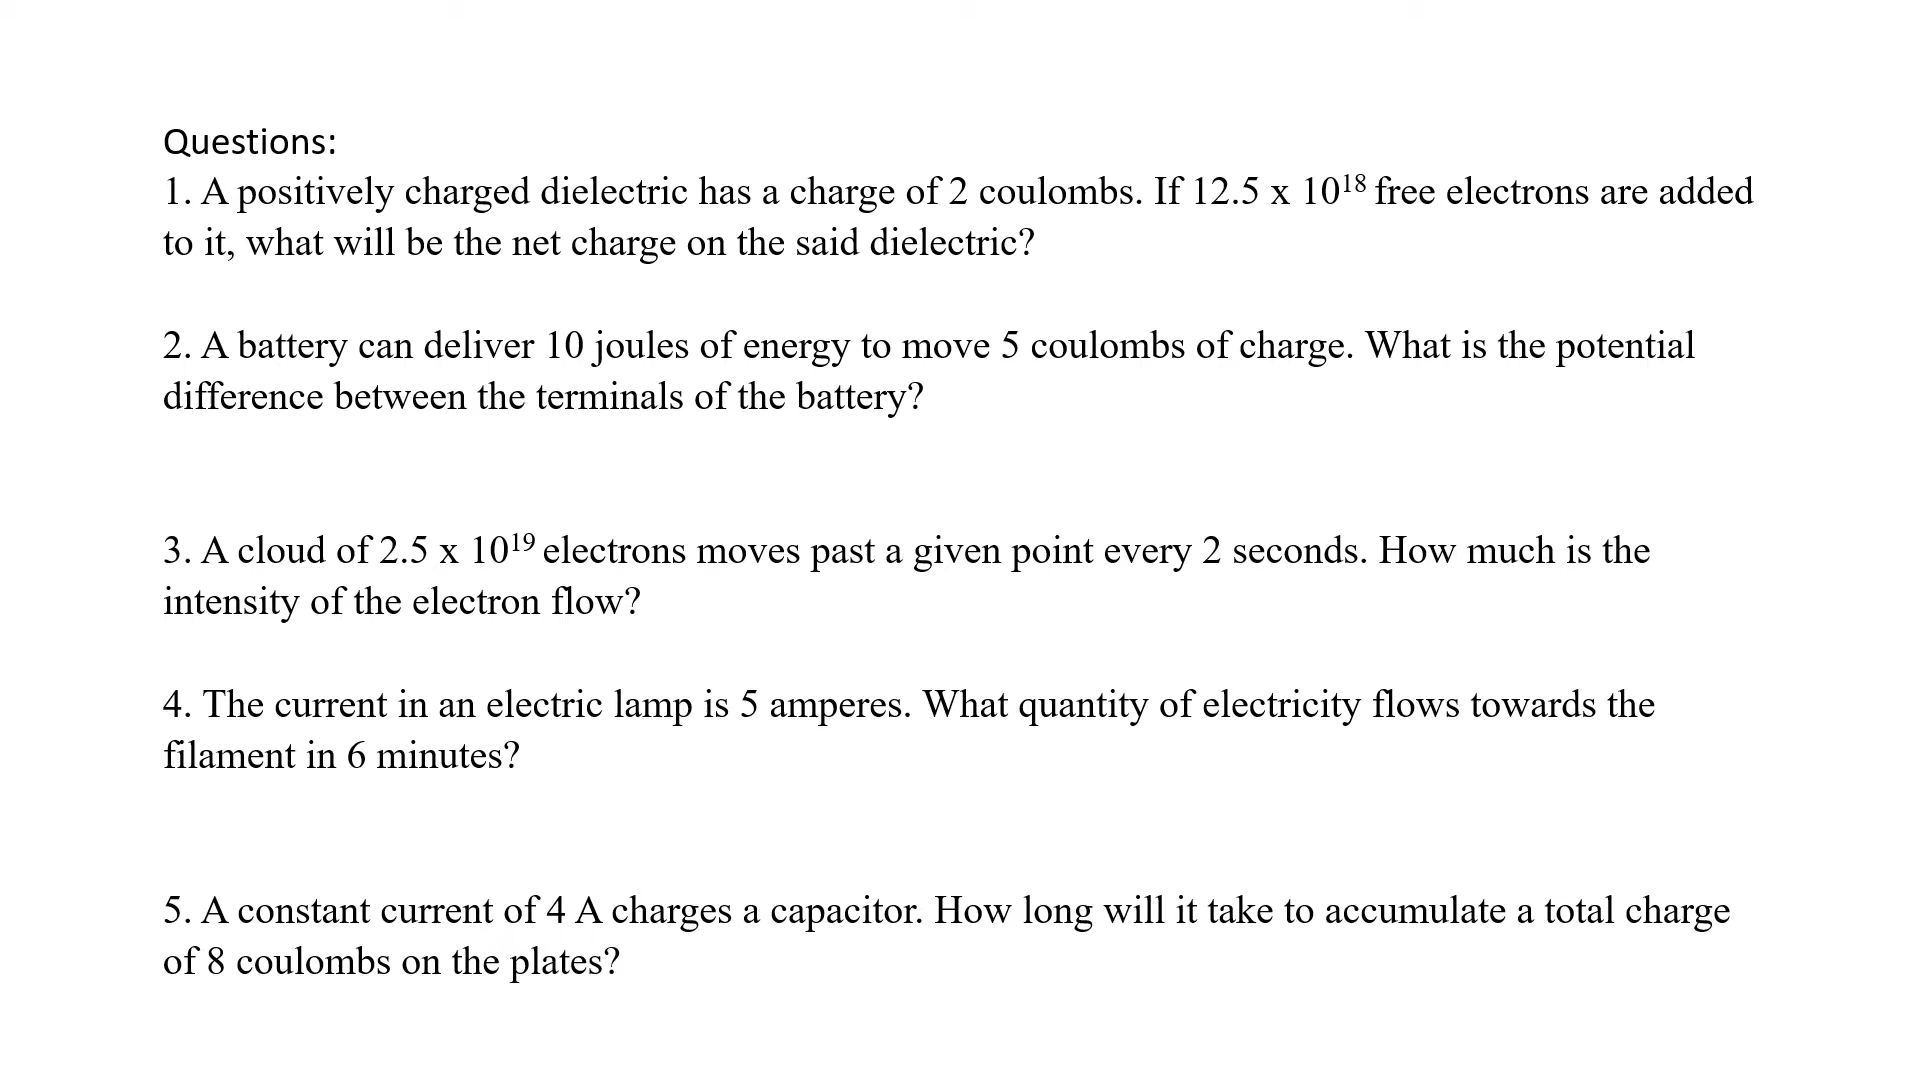 Questions:
1. A positively charged dielectric has a charge of 2 coulombs. If 12.5 x 10¹⁸ free electrons are added
to it, what will be the net charge on the said dielectric?
2. A battery can deliver 10 joules of energy to move 5 coulombs of charge. What is the potential
difference between the terminals of the battery?
3. A cloud of 2.5 x 10¹⁹ electrons moves past a given point every 2 seconds. How much is the
intensity of the electron flow?
4. The current in an electric lamp is 5 amperes. What quantity of electricity flows towards the
filament in 6 minutes?
5. A constant current of 4 A charges a capacitor. How long will it take to accumulate a total charge
of 8 coulombs on the plates?